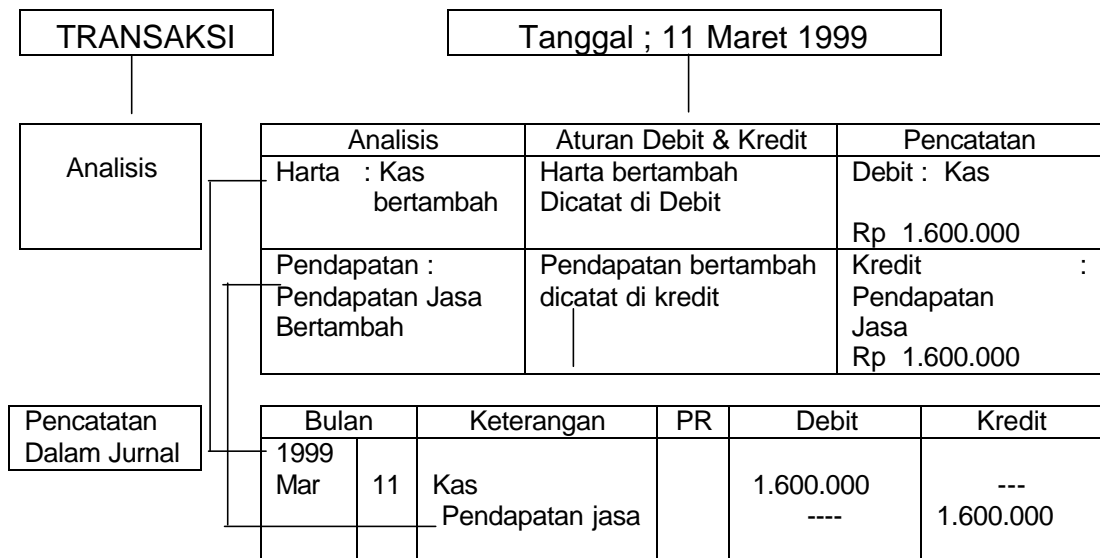 TRANSAKSI
Tanggal ; 11 Maret 1999
Analisis
Analisis Aturan Debit & Kredit Pencatatan
Harta : Kas bertambah
Harta bertambah
Dicatat di Debit
Debit : Kas
Rp 1.600.000
Pendapatan :
Pendapatan Jasa
Bertambah
Pendapatan bertambah
dicatat di kredit
Kredit :
Pendapatan
Jasa
Rp 1.600.000
Pencatatan
Dalam Jurnal
Bulan Keterangan PR Debit Kredit
1999
Mar 11 Kas 1.600.000 ---
Pendapatan jasa ---- 1.600.000